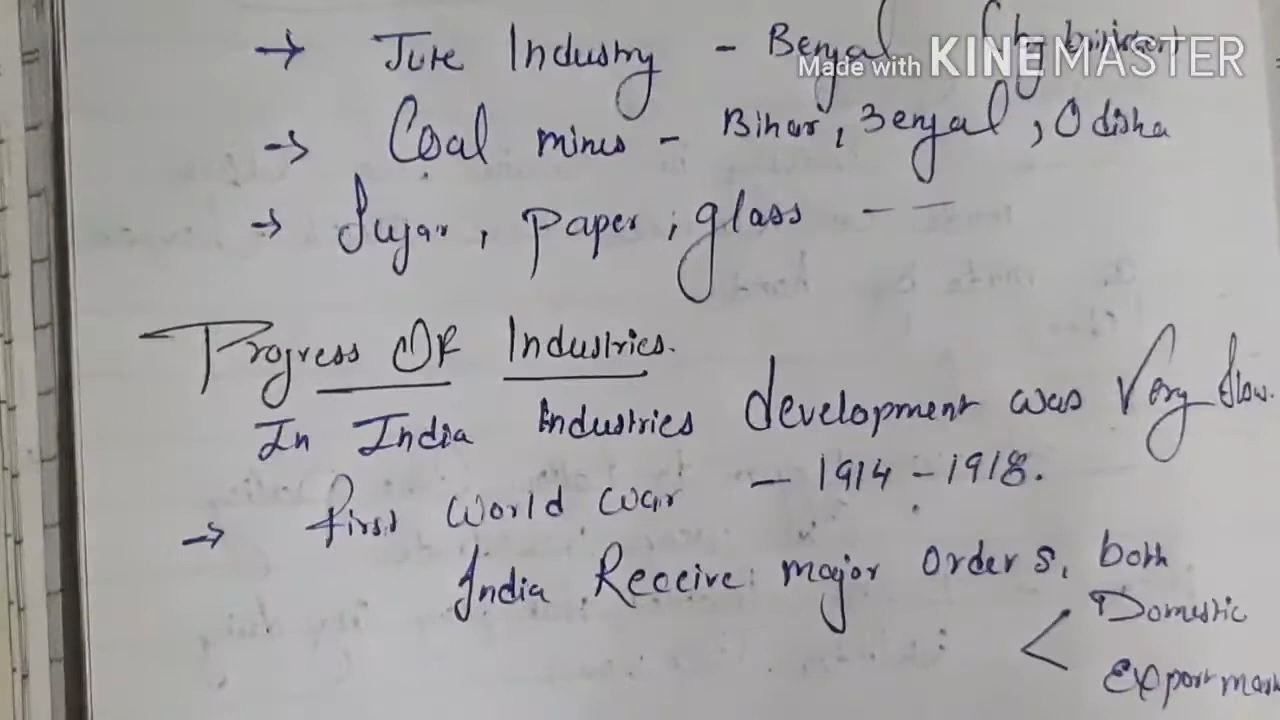 → Jute Industry - Bengal (by
Made with KINEMASTER
→ Coal mines - Bihar, Bengal, Odisha
→ Sugar, Paper, glass - -
Progress Of Industries.
In India Industries development was Very slow.
→ first world war - 1914 - 1918.
India Receive major orders, both
Domestic
Export